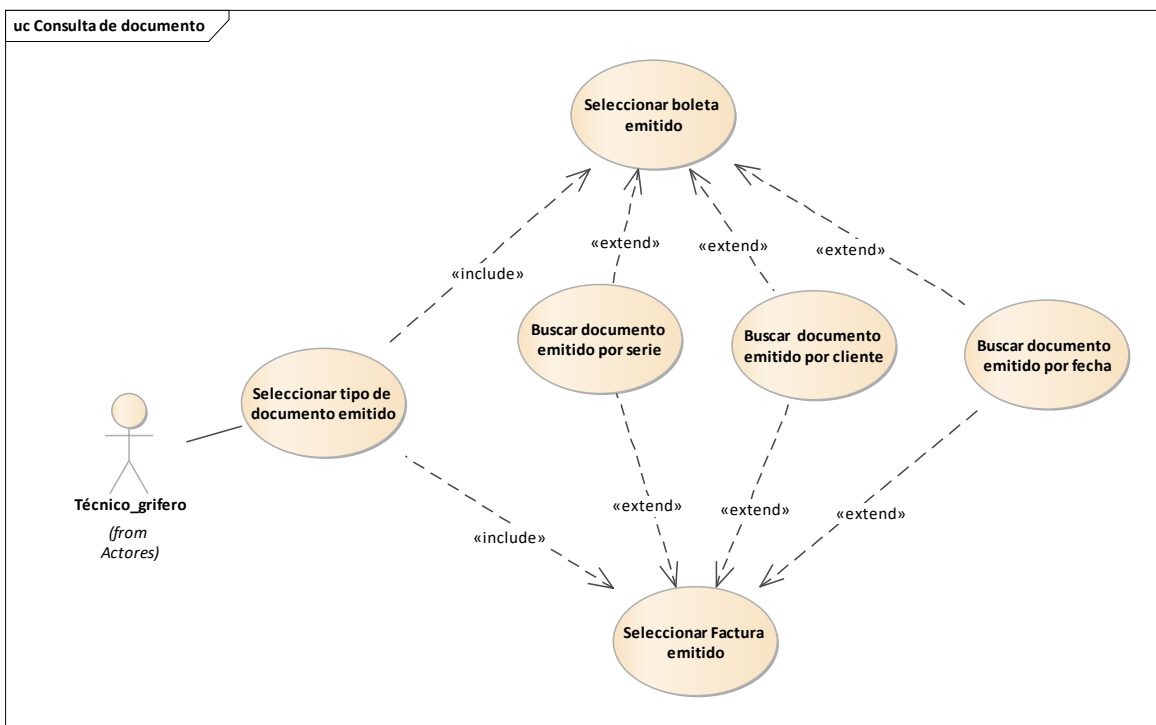 uc Consulta de documento
Seleccionar boleta
emitido
«extend»
«extend»
«extend»
«include»
Buscar documento
emitido por serie
Buscar documento
emitido por cliente
Buscar documento
emitido por fecha
Seleccionar tipo de
documento emitido
Técnico_grifero
(from
Actores)
«extend»
«extend»
«extend»
«include»
Seleccionar Factura
emitido